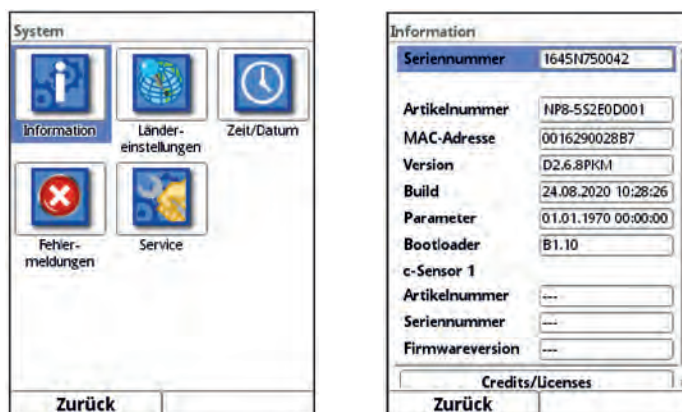 System
Information
Länder-
einstellungen
Zeit/Datum
Fehler-
meldungen
Service
Zurück
Information
Seriennummer 1645N750042
Artikelnummer NP8-5S2E0D001
MAC-Adresse 0016290028B7
Version D2.6.8PKM
Build 24.08.2020 10:28:26
Parameter 01.01.1970 00:00:00
Bootloader B1.10
c-Sensor 1
Artikelnummer ---
Seriennummer ---
Firmwareversion ---
Credits/Licenses
Zurück